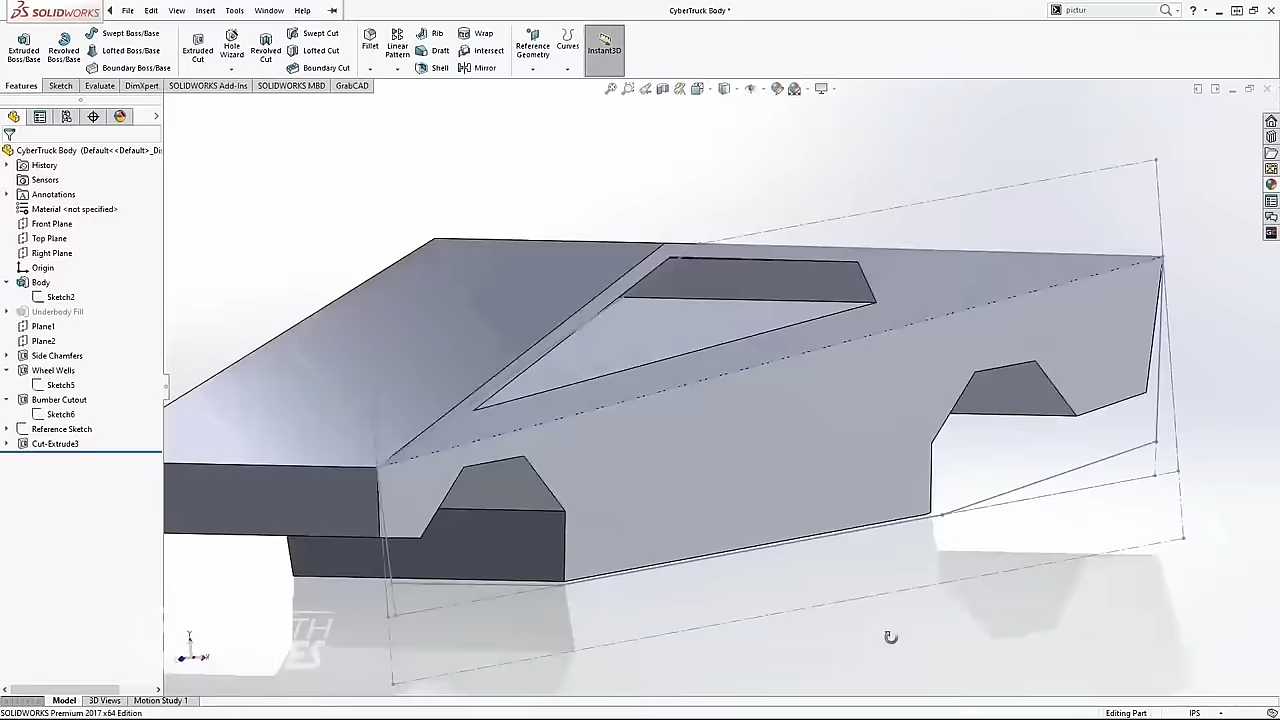 SOLIDWORKS
File
Edit
View
Insert
Tools
Window
Help
CyberTruck Body *
pictur
Extruded Boss/Base
Revolved Boss/Base
Swept Boss/Base
Lofted Boss/Base
Boundary Boss/Base
Extruded Cut
Hole Wizard
Revolved Cut
Swept Cut
Lofted Cut
Boundary Cut
Fillet
Linear Pattern
Rib
Draft
Shell
Wrap
Intersect
Mirror
Reference Geometry
Curves
Instant3D
Features
Sketch
Evaluate
DimXpert
SOLIDWORKS Add-Ins
SOLIDWORKS MBD
GrabCAD
CyberTruck Body (Default<<Default>_Di
History
Sensors
Annotations
Material <not specified>
Front Plane
Top Plane
Right Plane
Origin
Body
Sketch2
Underbody Fill
Plane1
Plane2
Side Chamfers
Wheel Wells
Sketch5
Bumber Cutout
Sketch6
Reference Sketch
Cut-Extrude3
Y
Model
3D Views
Motion Study 1
SOLIDWORKS Premium 2017 x64 Edition
Editing Part
IPS